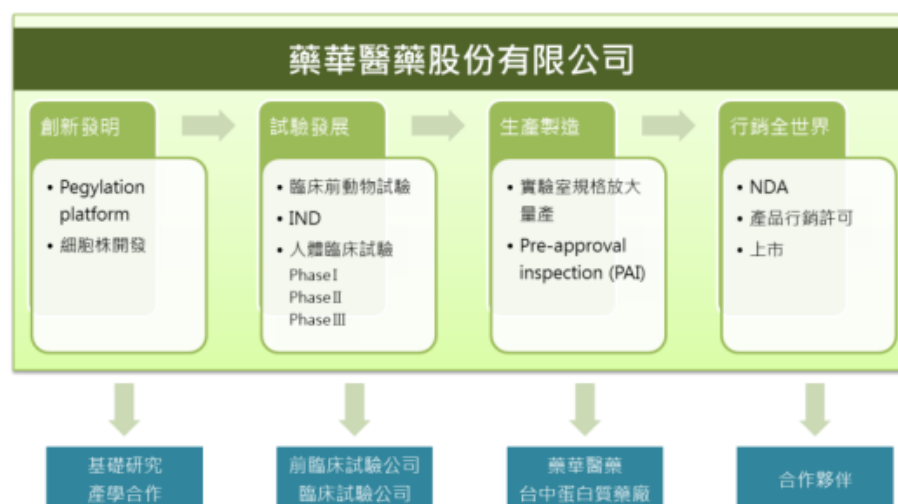 藥華醫藥股份有限公司
創新發明
• Pegylation
platform
• 細胞株開發
試驗發展
• 臨床前動物試驗
• IND
• 人體臨床試驗
PhaseⅠ
PhaseⅡ
PhaseⅢ
生產製造
• 實驗室規格放大
量產
• Pre-approval
inspection (PAI)
行銷全世界
• NDA
• 產品行銷許可
• 上市
基礎研究
產學合作
前臨床試驗公司
臨床試驗公司
藥華醫藥
台中蛋白質藥廠
合作夥伴